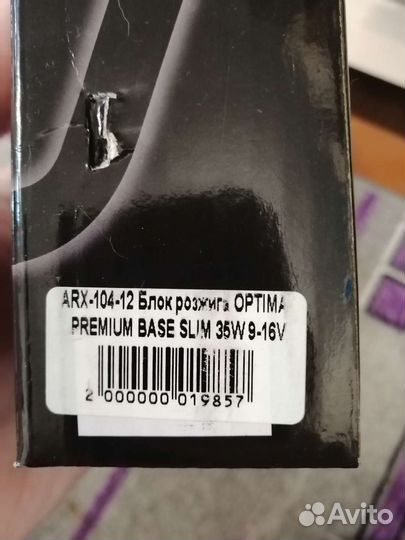 ARX-104-12 Блок розжига OPTIMA
PREMIUM BASE SLIM 35W 9-16V
2 000000 019857
Avito